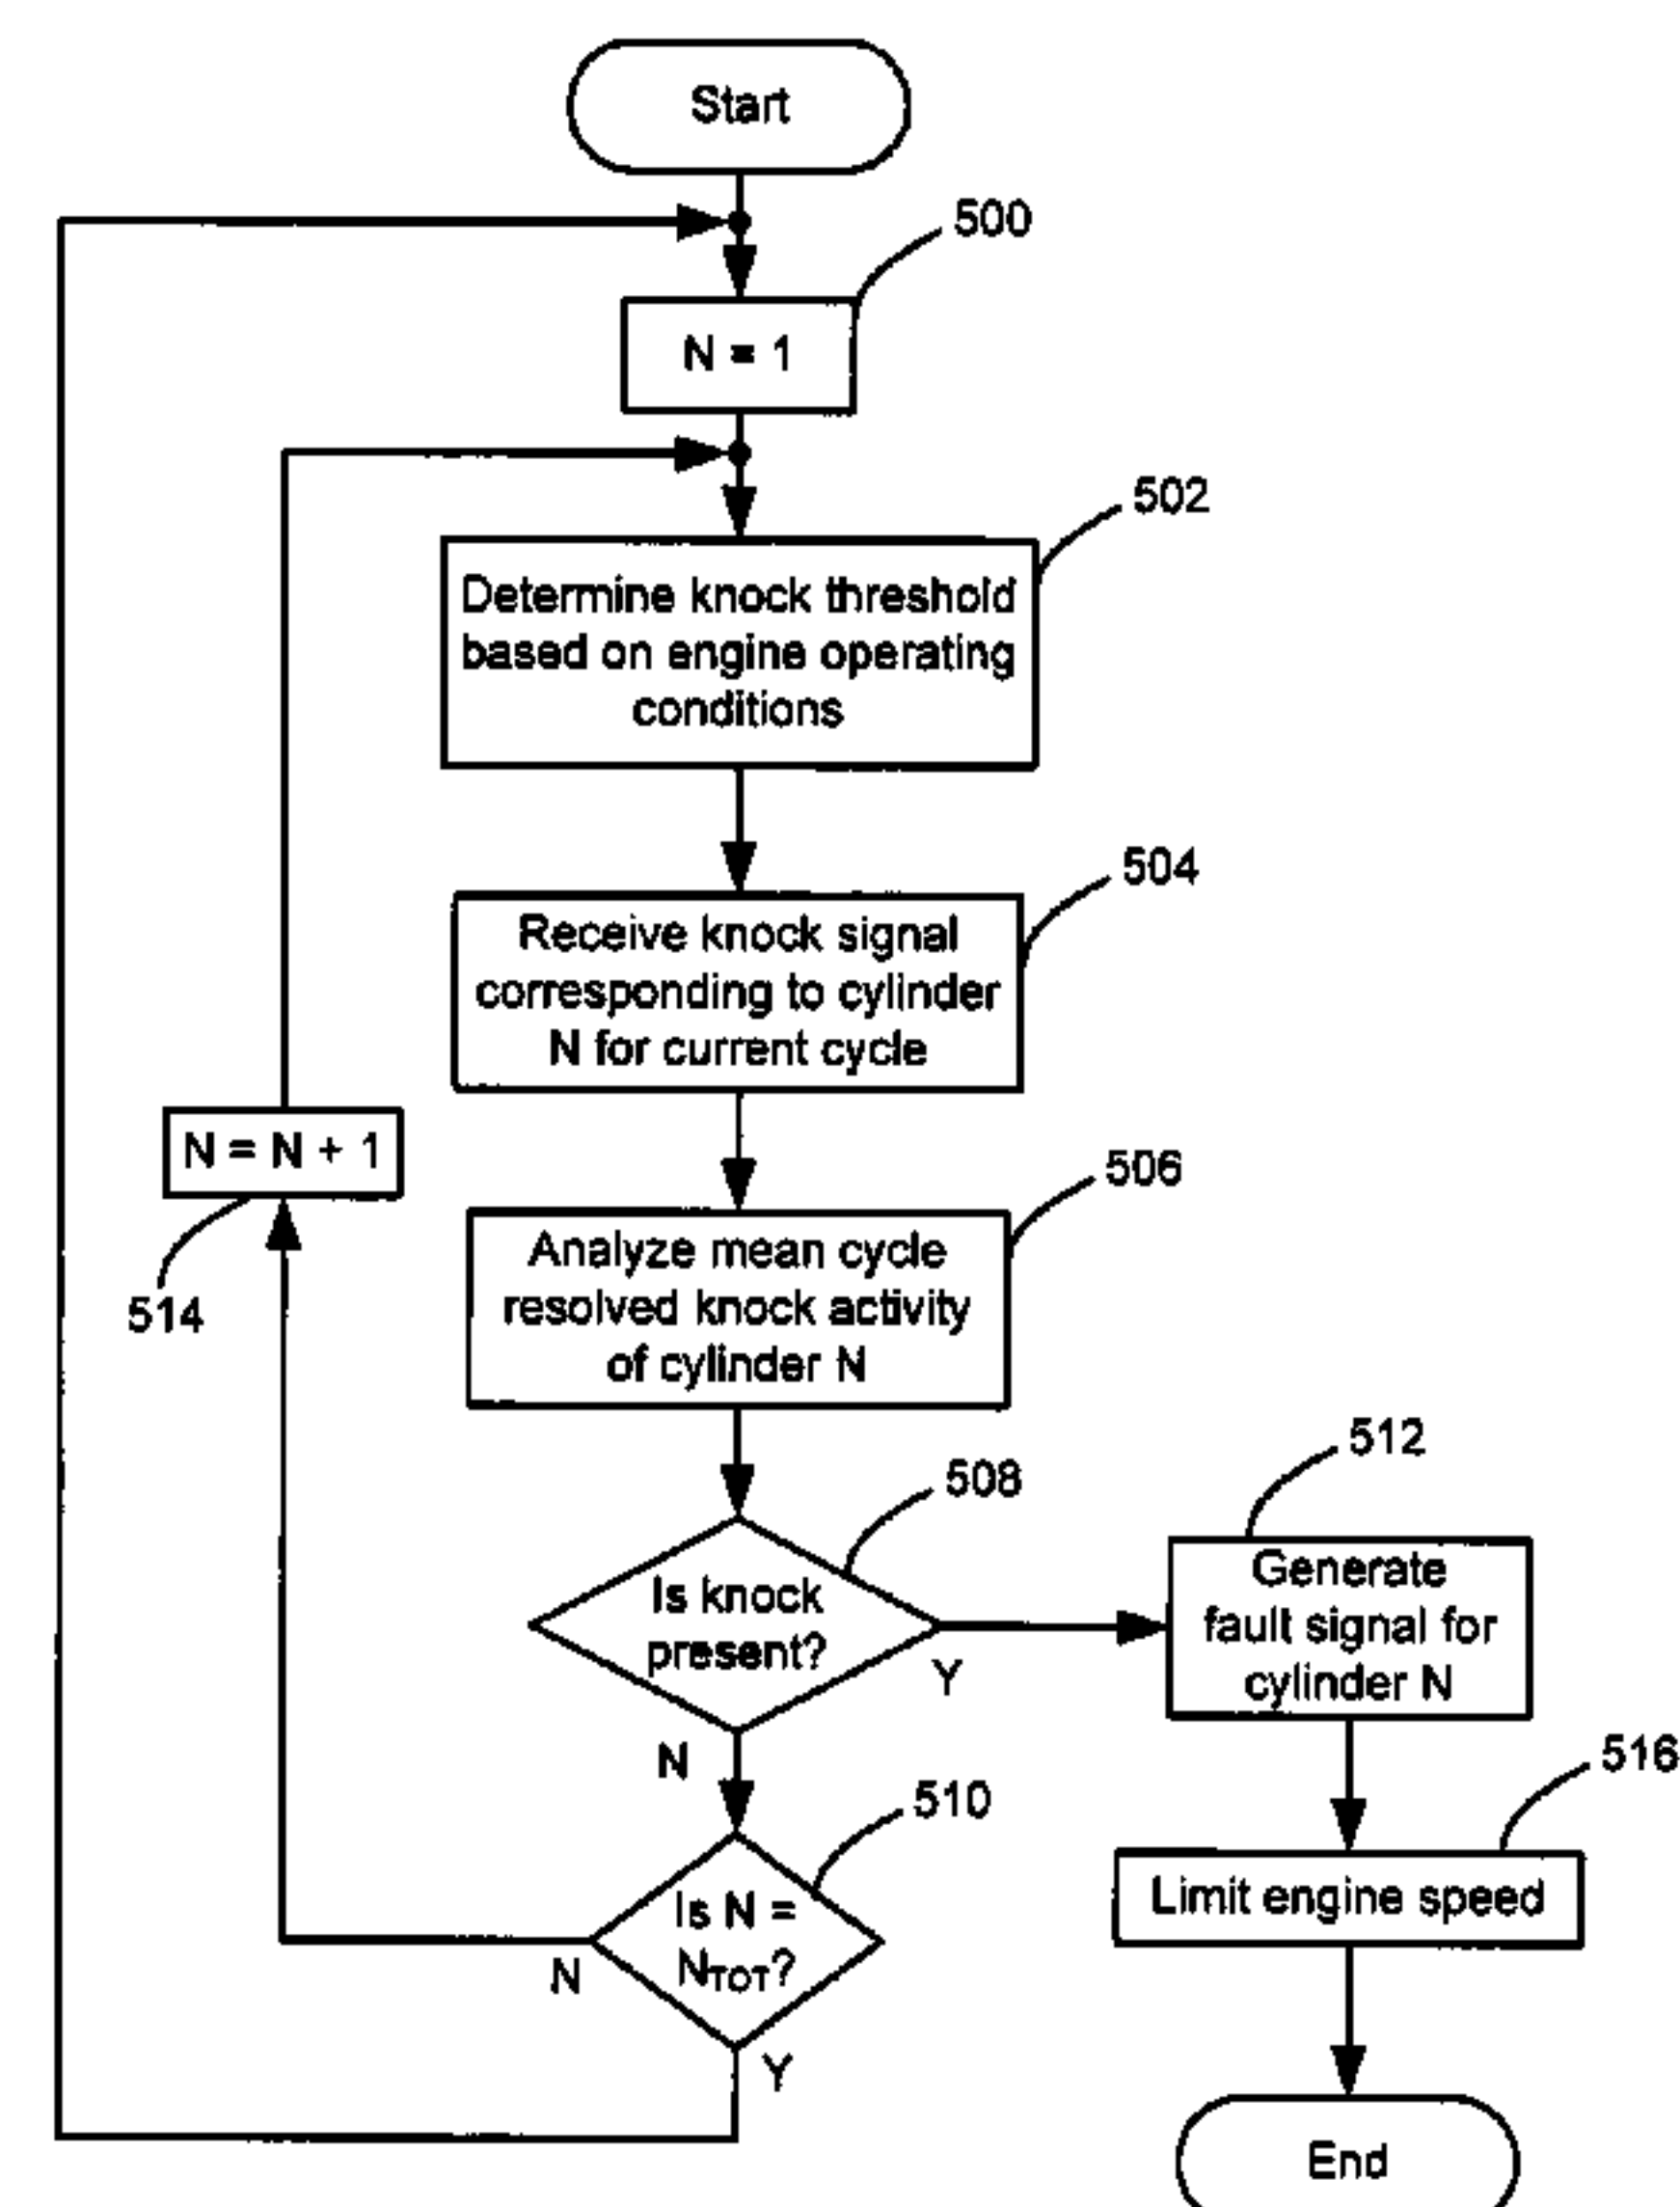 Start
500
N = 1
502
Determine knock threshold
based on engine operating
conditions
504
Receive knock signal
corresponding to cylinder
N for current cycle
N = N + 1
514
506
Analyze mean cycle
resolved knock activity
of cylinder N
508
Is knock
present?
Y
N
512
Generate
fault signal for
cylinder N
510
Is N =
NTOT?
N
Y
516
Limit engine speed
End